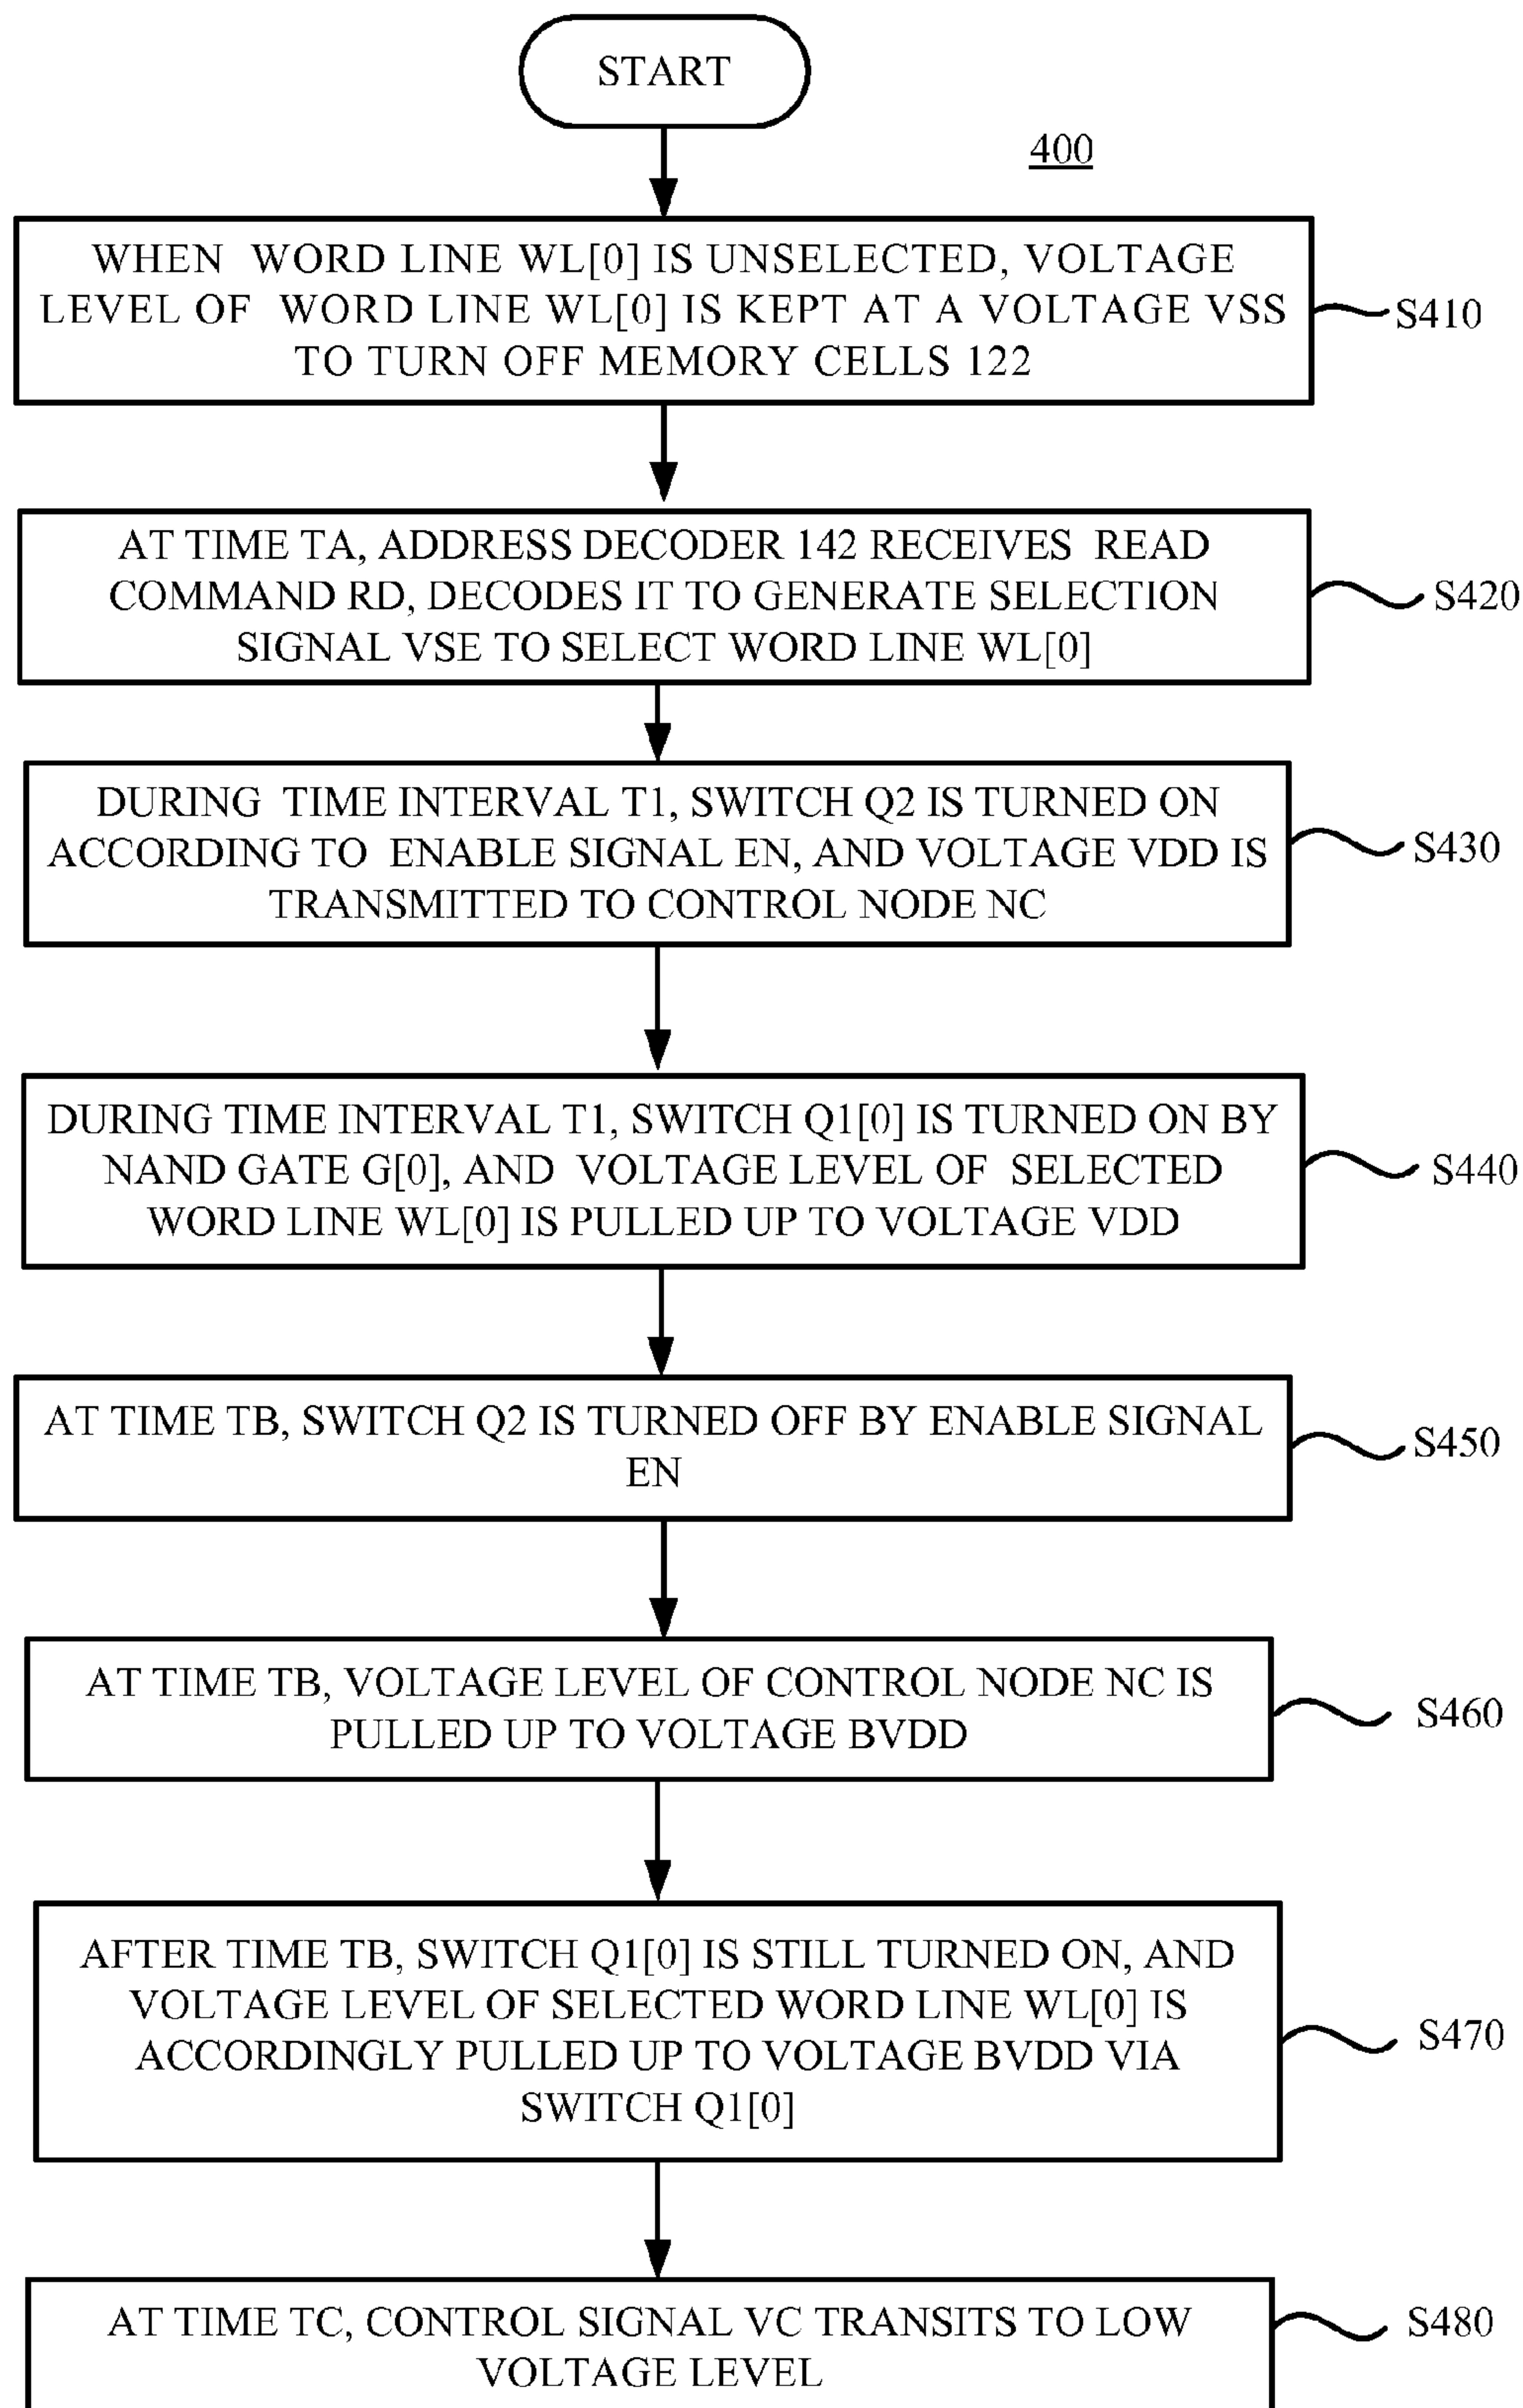 START
400
WHEN WORD LINE WL[0] IS UNSELECTED, VOLTAGE
LEVEL OF WORD LINE WL[0] IS KEPT AT A VOLTAGE VSS
TO TURN OFF MEMORY CELLS 122
S410
AT TIME TA, ADDRESS DECODER 142 RECEIVES READ
COMMAND RD, DECODES IT TO GENERATE SELECTION
SIGNAL VSE TO SELECT WORD LINE WL[0]
S420
DURING TIME INTERVAL T1, SWITCH Q2 IS TURNED ON
ACCORDING TO ENABLE SIGNAL EN, AND VOLTAGE VDD IS
TRANSMITTED TO CONTROL NODE NC
S430
DURING TIME INTERVAL T1, SWITCH Q1[0] IS TURNED ON BY
NAND GATE G[0], AND VOLTAGE LEVEL OF SELECTED
WORD LINE WL[0] IS PULLED UP TO VOLTAGE VDD
S440
AT TIME TB, SWITCH Q2 IS TURNED OFF BY ENABLE SIGNAL
EN
S450
AT TIME TB, VOLTAGE LEVEL OF CONTROL NODE NC IS
PULLED UP TO VOLTAGE BVDD
S460
AFTER TIME TB, SWITCH Q1[0] IS STILL TURNED ON, AND
VOLTAGE LEVEL OF SELECTED WORD LINE WL[0] IS
ACCORDINGLY PULLED UP TO VOLTAGE BVDD VIA
SWITCH Q1[0]
S470
AT TIME TC, CONTROL SIGNAL VC TRANSITS TO LOW
VOLTAGE LEVEL
S480